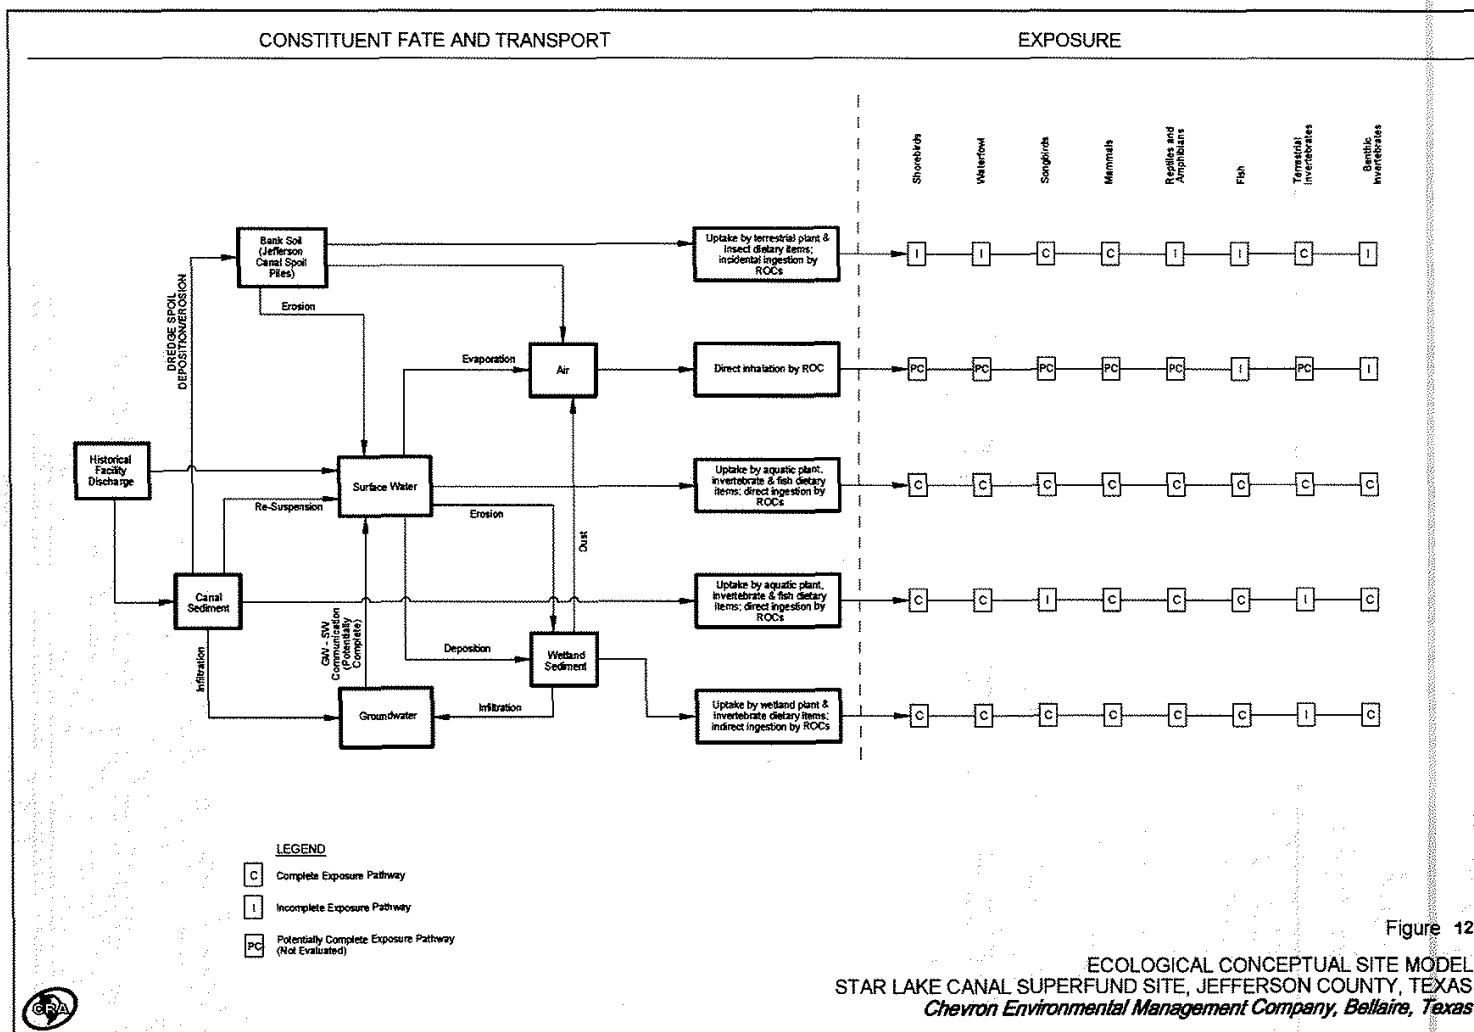 CONSTITUENT FATE AND TRANSPORT
EXPOSURE
Shorebirds
Waterfowl
Songbirds
Mammals
Reptiles and
Amphibians
Fish
Terrestrial
Invertebrates
Benthic
Invertebrates
Bank Soil
(Jefferson
Canal Spoil
Piles)
Uptake by terrestrial plant &
insect dietary items;
incidental ingestion by
ROCs
I I C C I I C I
DREDGE SPOIL
DEPOSITION/EROSION
Erosion
Evaporation
Air
Direct inhalation by ROC
PC PC PC PC PC I PC I
Historical
Facility
Discharge
Surface Water
Uptake by aquatic plant,
invertebrate & fish dietary
items; direct ingestion by
ROCs
C C C C C C C C
Re-Suspension
Erosion
Dust
Canal
Sediment
Uptake by aquatic plant,
invertebrate & fish dietary
items; direct ingestion by
ROCs
C C I C C C I C
GW - SW
Communication
(Potentially
Complete)
Infiltration
Deposition
Wetland
Sediment
Groundwater
Infiltration
Uptake by wetland plant &
invertebrate dietary items;
indirect ingestion by ROCs
C C C C C C I C
LEGEND
C Complete Exposure Pathway
I Incomplete Exposure Pathway
PC Potentially Complete Exposure Pathway
(Not Evaluated)
Figure 12
ECOLOGICAL CONCEPTUAL SITE MODEL
STAR LAKE CANAL SUPERFUND SITE, JEFFERSON COUNTY, TEXAS
Chevron Environmental Management Company, Bellaire, Texas
CRA